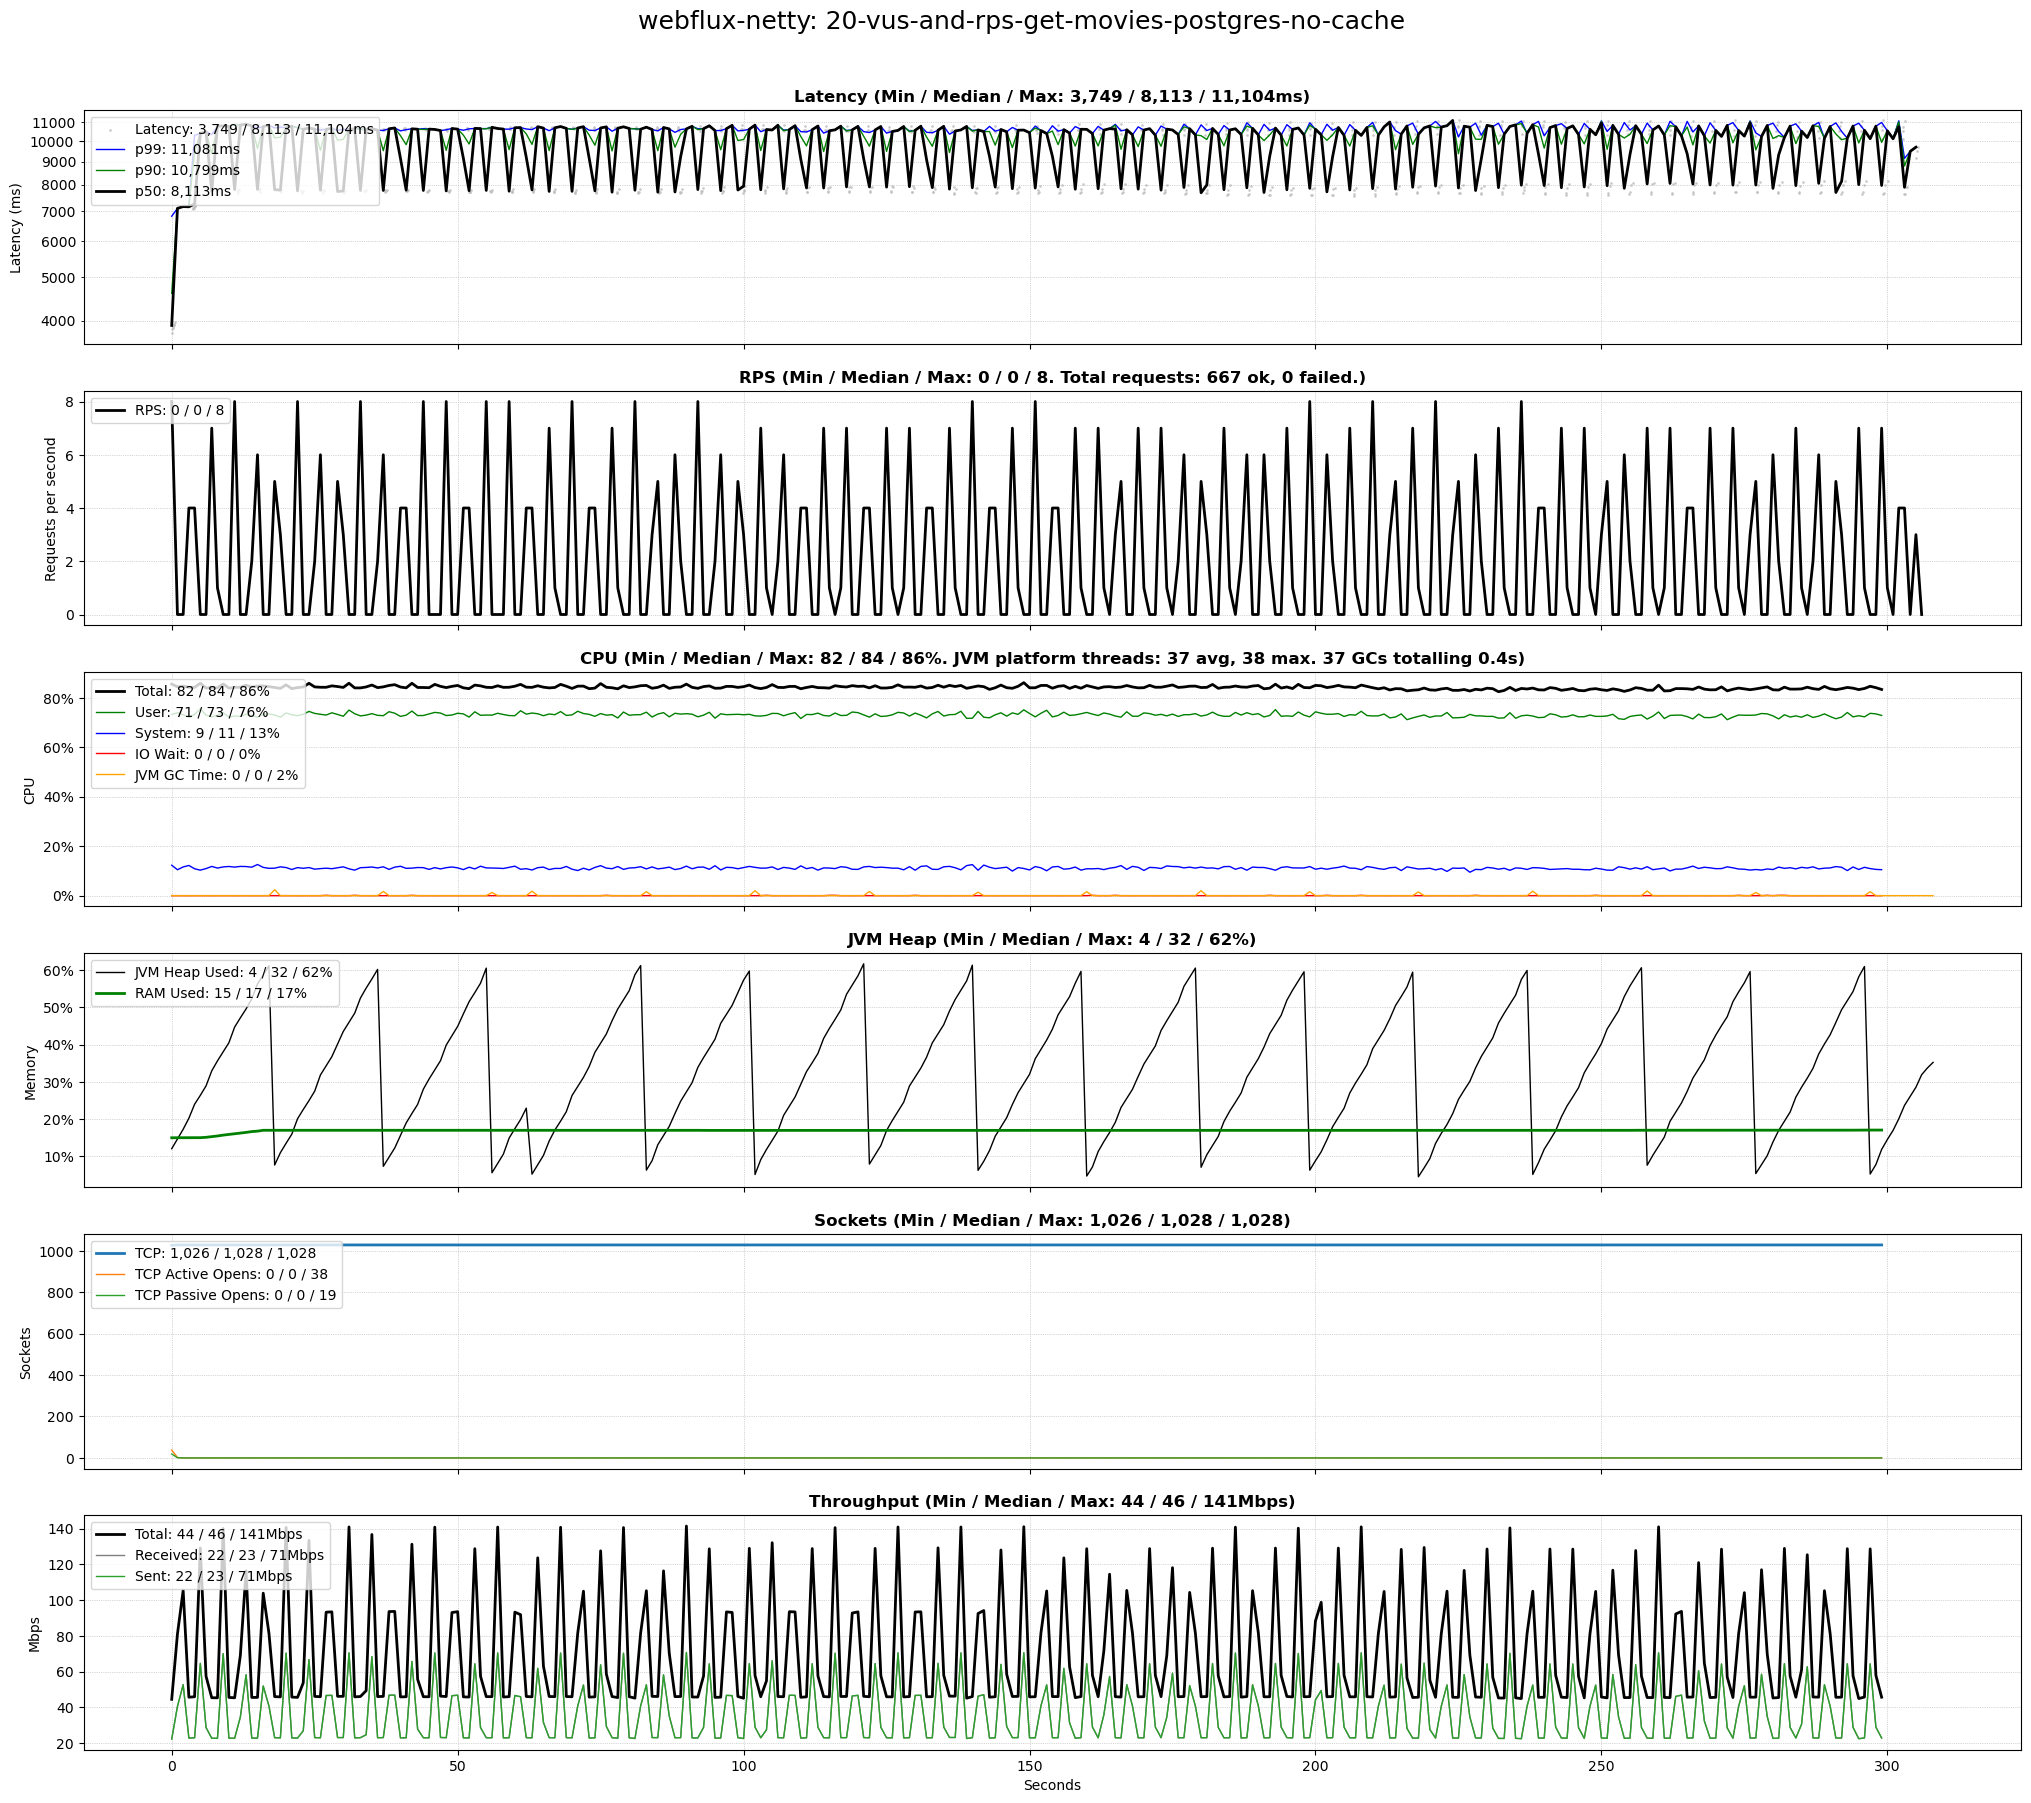 webflux-netty: 20-vus-and-rps-get-movies-postgres-no-cache
Latency (Min / Median / Max: 3,749 / 8,113 / 11,104ms)
Latency (ms)
11000
10000
9000
8000
7000
6000
5000
4000
Latency: 3,749 / 8,113 / 11,104ms
p99: 11,081ms
p90: 10,799ms
p50: 8,113ms
RPS (Min / Median / Max: 0 / 0 / 8. Total requests: 667 ok, 0 failed.)
Requests per second
8
6
4
2
0
RPS: 0 / 0 / 8
CPU (Min / Median / Max: 82 / 84 / 86%. JVM platform threads: 37 avg, 38 max. 37 GCs totalling 0.4s)
CPU
80%
60%
40%
20%
0%
Total: 82 / 84 / 86%
User: 71 / 73 / 76%
System: 9 / 11 / 13%
IO Wait: 0 / 0 / 0%
JVM GC Time: 0 / 0 / 2%
JVM Heap (Min / Median / Max: 4 / 32 / 62%)
Memory
60%
50%
40%
30%
20%
10%
JVM Heap Used: 4 / 32 / 62%
RAM Used: 15 / 17 / 17%
Sockets (Min / Median / Max: 1,026 / 1,028 / 1,028)
Sockets
1000
800
600
400
200
0
TCP: 1,026 / 1,028 / 1,028
TCP Active Opens: 0 / 0 / 38
TCP Passive Opens: 0 / 0 / 19
Throughput (Min / Median / Max: 44 / 46 / 141Mbps)
Mbps
140
120
100
80
60
40
20
Total: 44 / 46 / 141Mbps
Received: 22 / 23 / 71Mbps
Sent: 22 / 23 / 71Mbps
0
50
100
150
200
250
300
Seconds